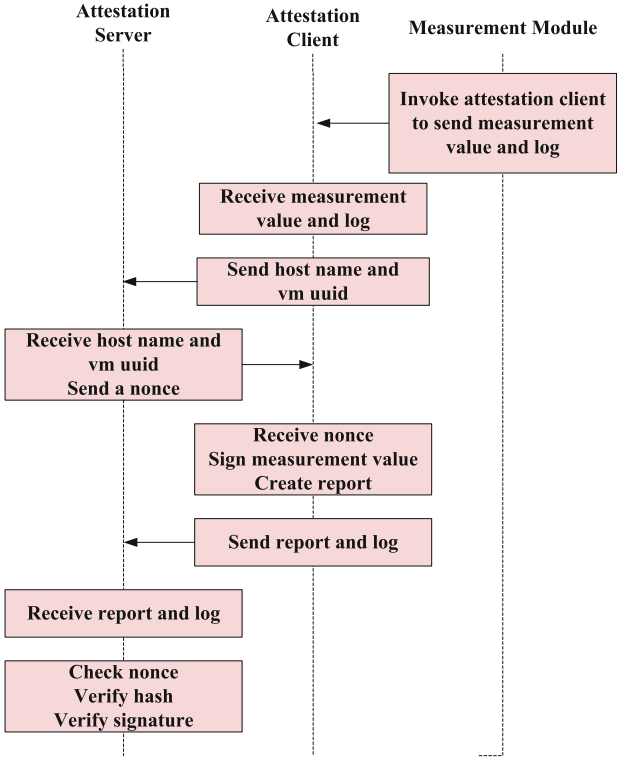 Attestation
Server
Attestation
Client
Measurement Module
Invoke attestation client
to send measurement
value and log
Receive measurement
value and log
Send host name and
vm uuid
Receive host name and
vm uuid
Send a nonce
Receive nonce
Sign measurement value
Create report
Send report and log
Receive report and log
Check nonce
Verify hash
Verify signature